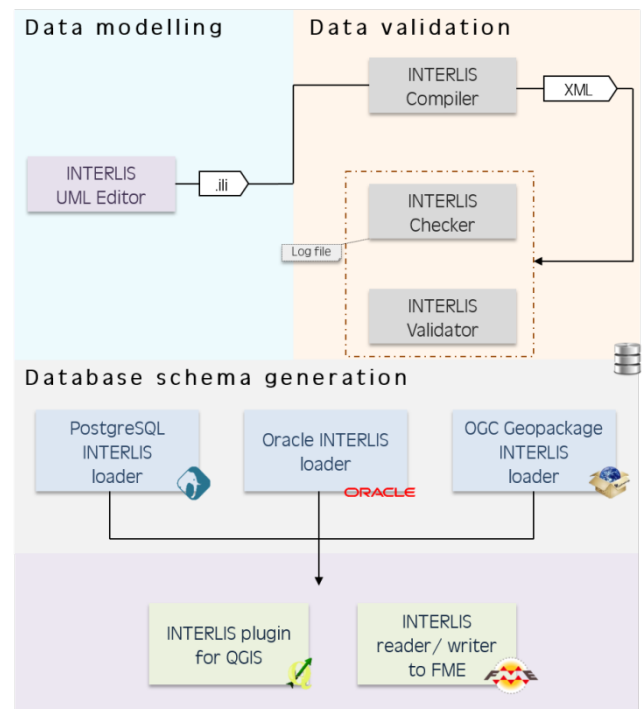 Data modelling
Data validation
INTERLIS
Compiler
XML
INTERLIS
UML Editor
.ili
INTERLIS
Checker
Log file
INTERLIS
Validator
Database schema generation
PostgreSQL
INTERLIS
loader
Oracle INTERLIS
loader
ORACLE
OGC Geopackage
INTERLIS
loader
INTERLIS plugin
for QGIS
INTERLIS
reader/ writer
to FME
FME